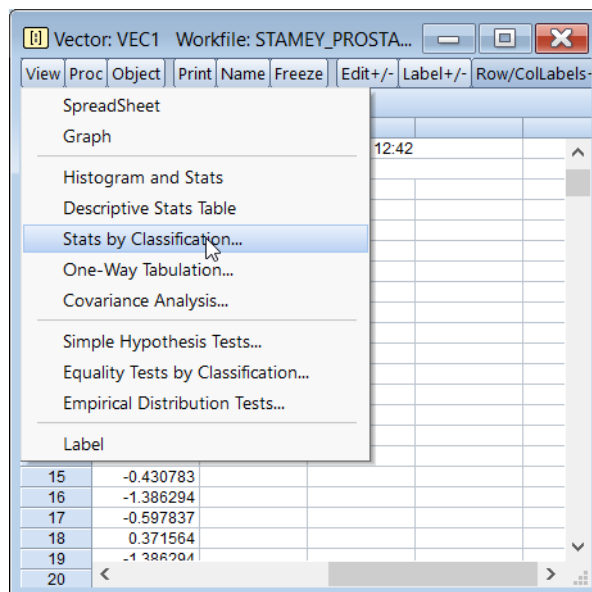 Vector: VEC1 Workfile: STAMEY_PROSTA...
View Proc Object Print Name Freeze Edit+/- Label+/- Row/ColLabels
SpreadSheet
Graph
12:42
Histogram and Stats
Descriptive Stats Table
Stats by Classification...
One-Way Tabulation...
Covariance Analysis...
Simple Hypothesis Tests...
Equality Tests by Classification...
Empirical Distribution Tests...
Label
15 -0.430783
16 -1.386294
17 -0.597837
18 0.371564
19 -1.386294
20